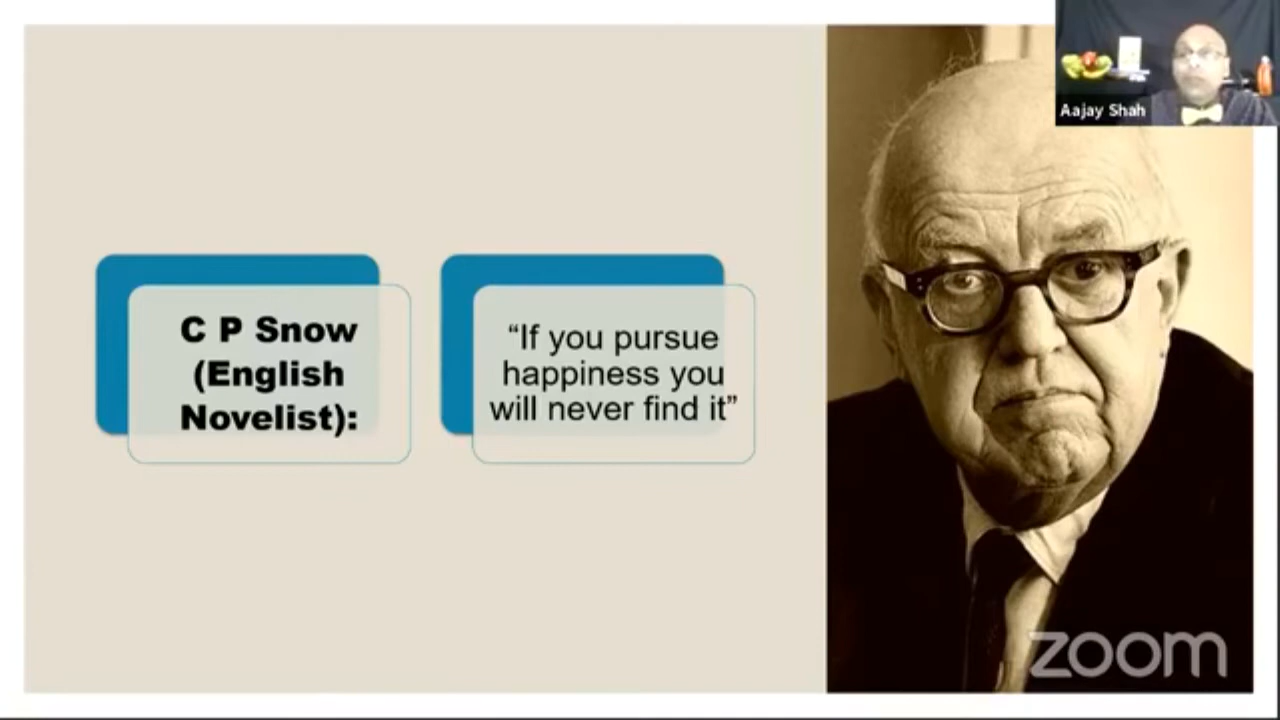 Aajay Shah
C P Snow
(English
Novelist):
“If you pursue
happiness you
will never find it”
zoom